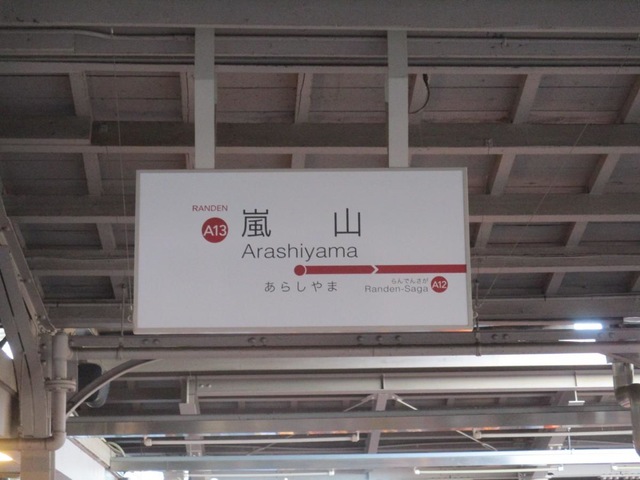 RANDEN
A13 嵐山
Arashiyama
あらしやま
らんでんさが
Randen-Saga A12